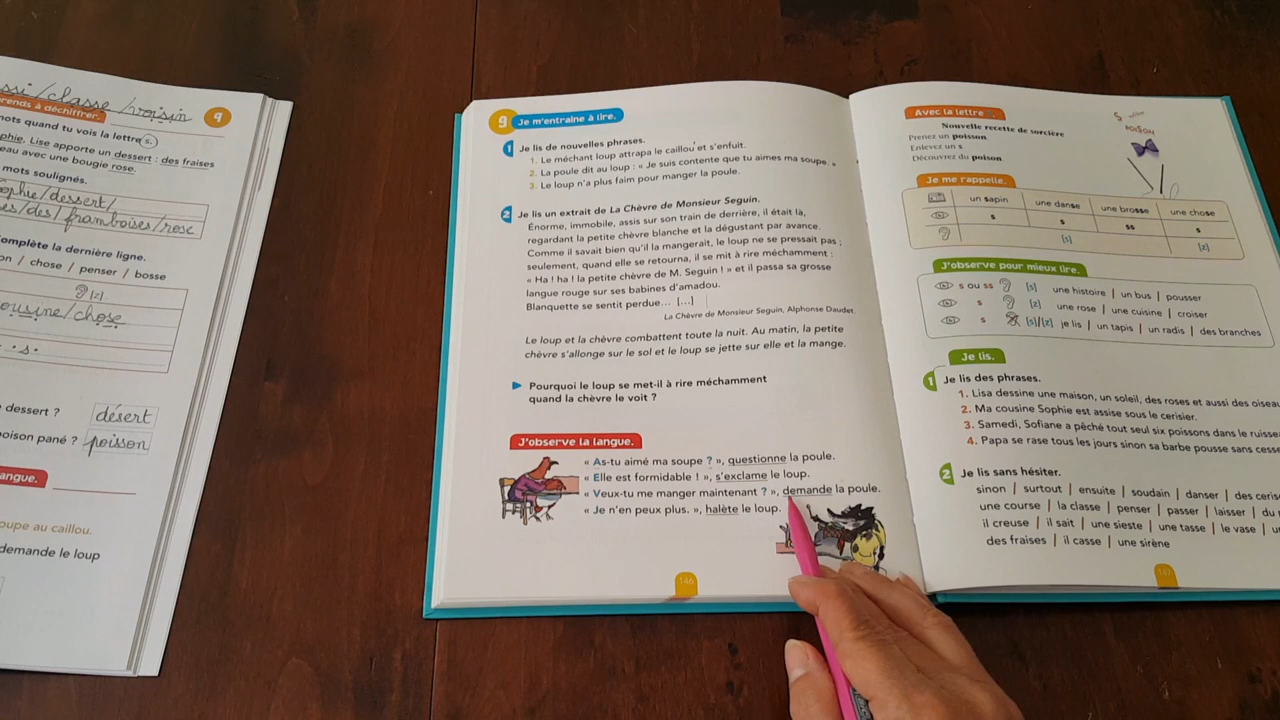 ssi/classe/voisin
rends à déchiffrer.
9
mots quand tu vois la lettre s.
phie, Lise apporte un dessert : des fraises
eau avec une bougie rose.
mots soulignés.
ophie/dessert/
es/des/framboises/rose
omplète la dernière ligne.
on / chose / penser / bosse
[z]
ousine/chose
s
dessert ?
désert
poison pané ?
poisson
angue.
oupe au caillou.
demande le loup
9
Je m'entraine à lire.
1 Je lis de nouvelles phrases.
1. Le méchant loup attrapa le caillou et s'enfuit.
2. La poule dit au loup : « Je suis contente que tu aimes ma soupe. »
3. Le loup n'a plus faim pour manger la poule.
2 Je lis un extrait de La Chèvre de Monsieur Seguin.
Énorme, immobile, assis sur son train de derrière, il était là,
regardant la petite chèvre blanche et la dégustant par avance.
Comme il savait bien qu'il la mangerait, le loup ne se pressait pas ;
seulement, quand elle se retourna, il se mit à rire méchamment :
« Ha ! ha ! la petite chèvre de M. Seguin ! » et il passa sa grosse
langue rouge sur ses babines d'amadou.
Blanquette se sentit perdue... [...]
La Chèvre de Monsieur Seguin, Alphonse Daudet.
Le loup et la chèvre combattent toute la nuit. Au matin, la petite
chèvre s'allonge sur le sol et le loup se jette sur elle et la mange.
Pourquoi le loup se met-il à rire méchamment
quand la chèvre le voit ?
J'observe la langue.
« As-tu aimé ma soupe ? », questionne la poule.
« Elle est formidable ! », s'exclame le loup.
« Veux-tu me manger maintenant ? », demande la poule.
« Je n'en peux plus. », halète le loup.
146
Avec la lettre
Nouvelle recette de sorcière
Prenez un poisson.
Enlevez un s.
Découvrez du poison.
S
POISON
Je me rappelle.
un sapin une danse une brosse une chose
s s ss s
[s] [z]
J'observe pour mieux lire.
s ou ss [s] une histoire | un bus | pousser
s [z] une rose | une cuisine | croiser
s [s]/[z] je lis | un tapis | un radis | des branches
Je lis.
1 Je lis des phrases.
1. Lisa dessine une maison, un soleil, des roses et aussi des oiseau
2. Ma cousine Sophie est assise sous le cerisier.
3. Samedi, Sofiane a pêché tout seul six poissons dans le ruisse
4. Papa se rase tous les jours sinon sa barbe pousse sans cesse
2 Je lis sans hésiter.
sinon | surtout | ensuite | soudain | danser | des ceris
une course | la classe | penser | passer | laisser | du
il creuse | il sait | une sieste | une tasse | le vase | u
des fraises | il casse | une sirène
147